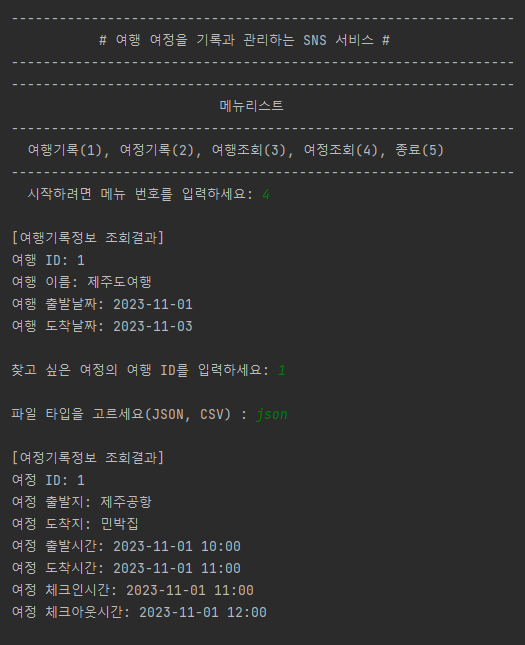 ---------------------------------------------------------------
# 여행 여정을 기록과 관리하는 SNS 서비스 #
---------------------------------------------------------------
---------------------------------------------------------------
메뉴리스트
---------------------------------------------------------------
여행기록(1), 여정기록(2), 여행조회(3), 여정조회(4), 종료(5)
---------------------------------------------------------------
시작하려면 메뉴 번호를 입력하세요: 4
[여행기록정보 조회결과]
여행 ID: 1
여행 이름: 제주도여행
여행 출발날짜: 2023-11-01
여행 도착날짜: 2023-11-03
찾고 싶은 여정의 여행 ID를 입력하세요: 1
파일 타입을 고르세요(JSON, CSV) : json
[여정기록정보 조회결과]
여정 ID: 1
여정 출발지: 제주공항
여정 도착지: 민박집
여정 출발시간: 2023-11-01 10:00
여정 도착시간: 2023-11-01 11:00
여정 체크인시간: 2023-11-01 11:00
여정 체크아웃시간: 2023-11-01 12:00